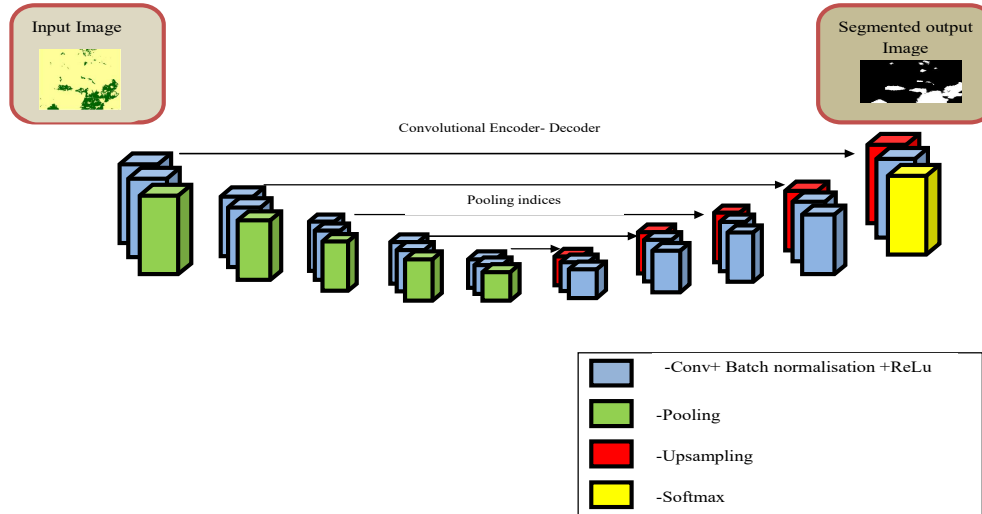 Input Image
Segmented output
Image
Convolutional Encoder- Decoder
Pooling indices
-Conv+ Batch normalisation +ReLu
-Pooling
-Upsampling
-Softmax